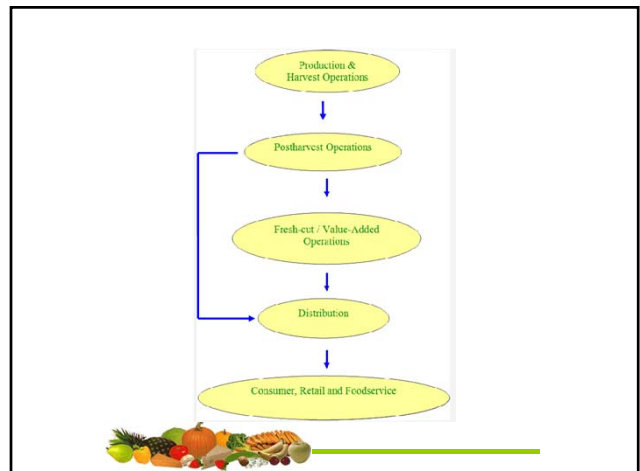 Production &
Harvest Operations
Postharvest Operations
Fresh-cut / Value-Added
Operations
Distribution
Consumer, Retail and Foodservice